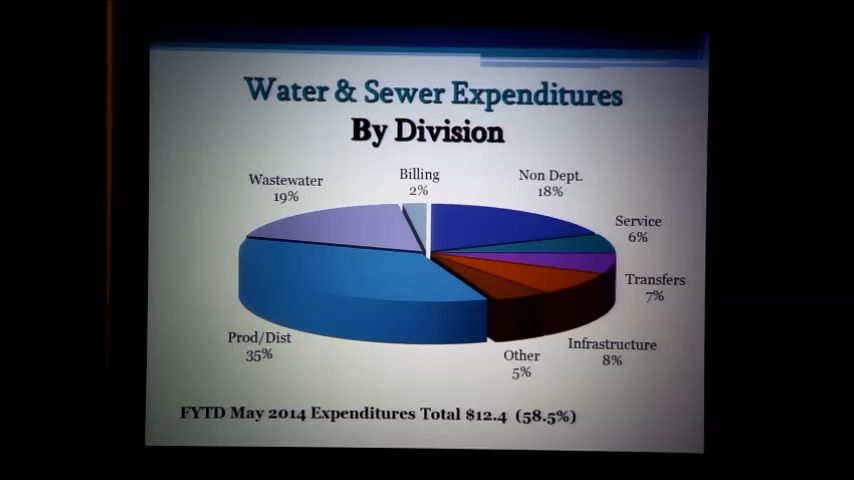 Water & Sewer Expenditures
By Division
Wastewater
19%
Billing
2%
Non Dept.
18%
Service
6%
Transfers
7%
Infrastructure
8%
Other
5%
Prod/Dist
35%
FYTD May 2014 Expenditures Total $12.4 (58.5%)